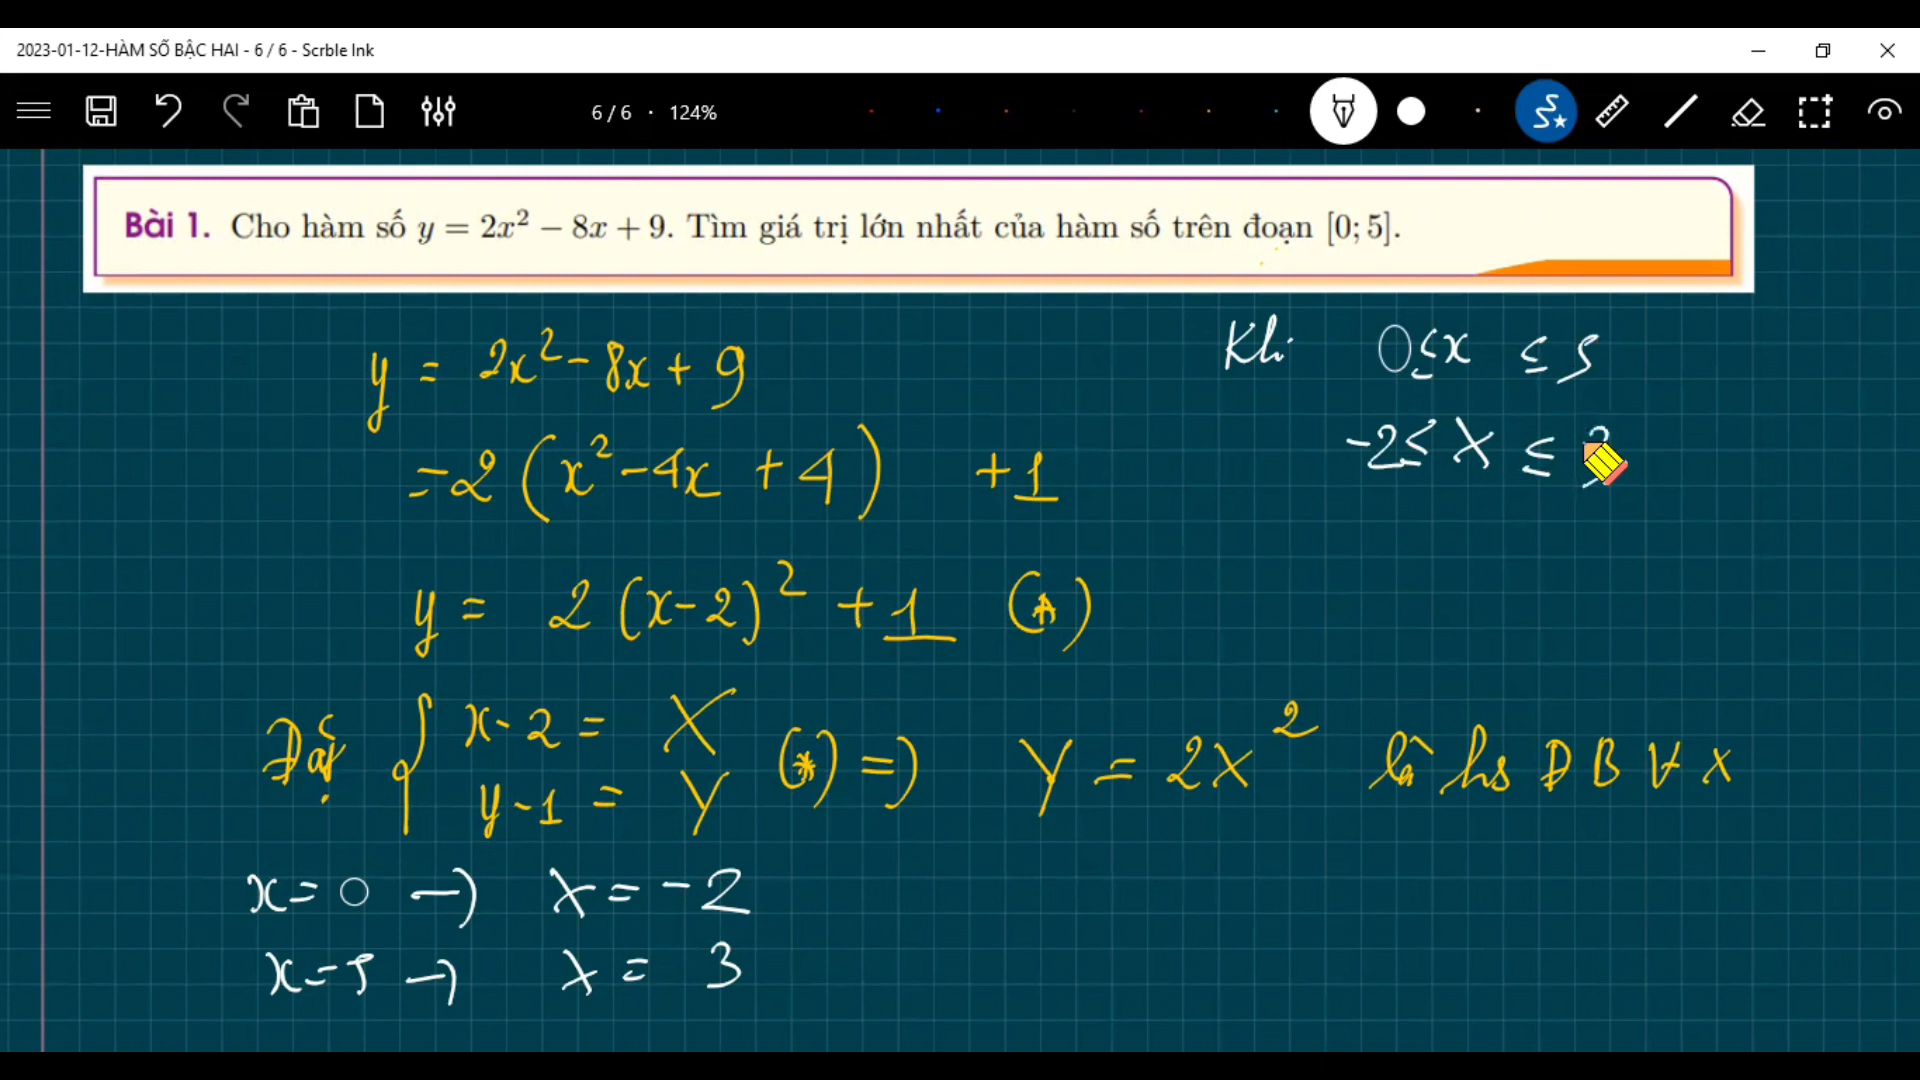 2023-01-12-HÀM SỐ BẬC HAI - 6 / 6 - Scrble Ink
6 / 6 · 124%
Bài 1. Cho hàm số y = 2x² − 8x + 9. Tìm giá trị lớn nhất của hàm số trên đoạn [0; 5].
y = 2x² - 8x + 9
= 2 (x² - 4x + 4) + 1
y = 2 (x - 2)² + 1 (*)
Khi 0 ≤ x ≤ 5
-2 ≤ X ≤ 3
Đặt { x - 2 = X
y - 1 = Y
(*) => Y = 2X² là hs ĐB ∀ x
x = 0 → X = -2
x = 5 → X = 3